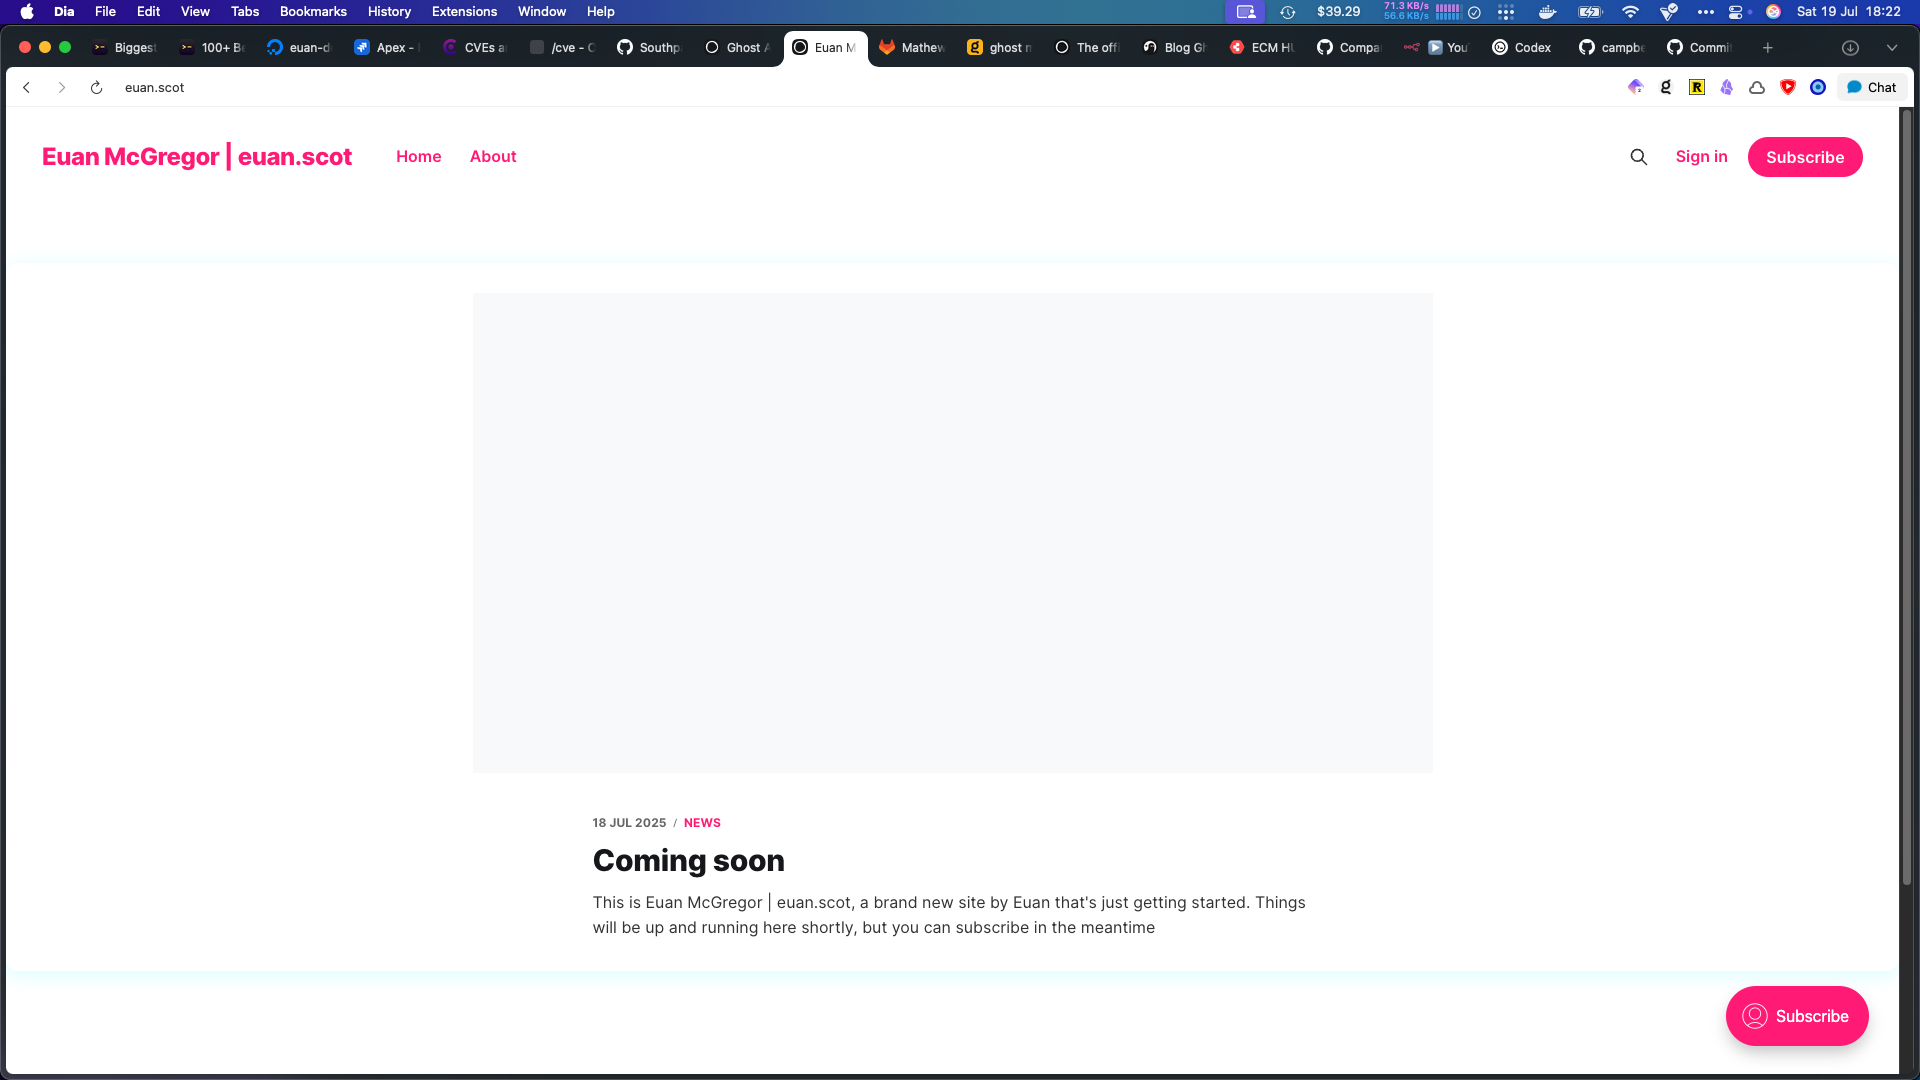 Dia File Edit View Tabs Bookmarks History Extensions Window Help $39.29 71.3 KB/s 56.6 KB/s Sat 19 Jul 18:22
Biggest 100+ Be euan-d Apex - CVEs a /cve - C Southp Ghost A Euan M Mathew ghost n The offi Blog Gh ECM HU Compa You Codex campbe Commi
euan.scot
Chat
Euan McGregor | euan.scot Home About Sign in Subscribe
18 JUL 2025 / NEWS
Coming soon
This is Euan McGregor | euan.scot, a brand new site by Euan that's just getting started. Things
will be up and running here shortly, but you can subscribe in the meantime
Subscribe